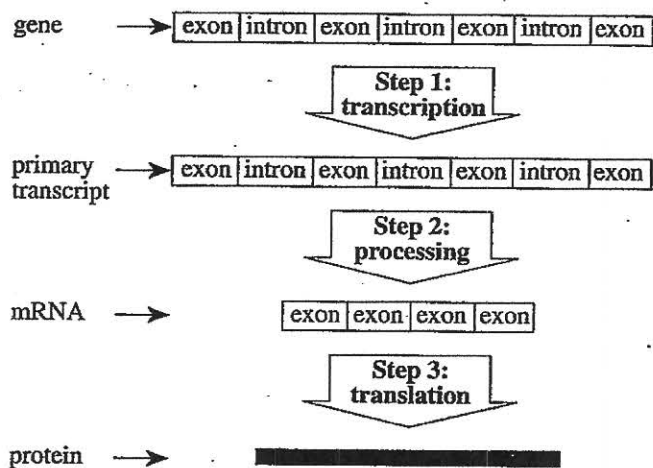 gene exon intron exon intron exon intron exon
Step 1:
transcription
primary
transcript exon intron exon intron exon intron exon
Step 2:
processing
mRNA exon exon exon exon
Step 3:
translation
protein